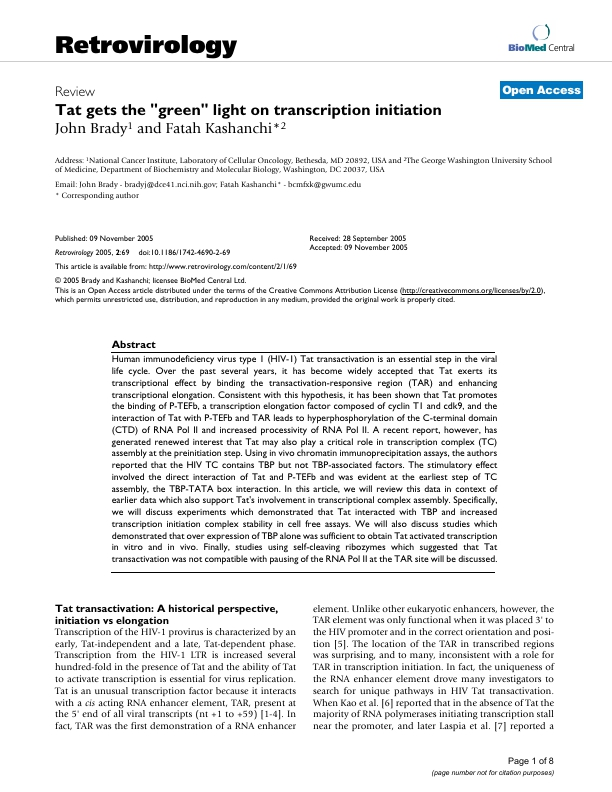 Retrovirology
BioMed Central
Review
Open Access
Tat gets the "green" light on transcription initiation
John Brady1 and Fatah Kashanchi*2
Address: 1National Cancer Institute, Laboratory of Cellular Oncology, Bethesda, MD 20892, USA and 2The George Washington University School
of Medicine, Department of Biochemistry and Molecular Biology, Washington, DC 20037, USA
Email: John Brady - bradyj@dce41.nci.nih.gov; Fatah Kashanchi* - bcmfxk@gwumc.edu
* Corresponding author
Published: 09 November 2005
Retrovirology 2005, 2:69 doi:10.1186/1742-4690-2-69
Received: 28 September 2005
Accepted: 09 November 2005
This article is available from: http://www.retrovirology.com/content/2/1/69
© 2005 Brady and Kashanchi; licensee BioMed Central Ltd.
This is an Open Access article distributed under the terms of the Creative Commons Attribution License (http://creativecommons.org/licenses/by/2.0),
which permits unrestricted use, distribution, and reproduction in any medium, provided the original work is properly cited.
Abstract
Human immunodeficiency virus type 1 (HIV-1) Tat transactivation is an essential step in the viral
life cycle. Over the past several years, it has become widely accepted that Tat exerts its
transcriptional effect by binding the transactivation-responsive region (TAR) and enhancing
transcriptional elongation. Consistent with this hypothesis, it has been shown that Tat promotes
the binding of P-TEFb, a transcription elongation factor composed of cyclin T1 and cdk9, and the
interaction of Tat with P-TEFb and TAR leads to hyperphosphorylation of the C-terminal domain
(CTD) of RNA Pol II and increased processivity of RNA Pol II. A recent report, however, has
generated renewed interest that Tat may also play a critical role in transcription complex (TC)
assembly at the preinitiation step. Using in vivo chromatin immunoprecipitation assays, the authors
reported that the HIV TC contains TBP but not TBP-associated factors. The stimulatory effect
involved the direct interaction of Tat and P-TEFb and was evident at the earliest step of TC
assembly, the TBP-TATA box interaction. In this article, we will review this data in context of
earlier data which also support Tat's involvement in transcriptional complex assembly. Specifically,
we will discuss experiments which demonstrated that Tat interacted with TBP and increased
transcription initiation complex stability in cell free assays. We will also discuss studies which
demonstrated that over expression of TBP alone was sufficient to obtain Tat activated transcription
in vitro and in vivo. Finally, studies using self-cleaving ribozymes which suggested that Tat
transactivation was not compatible with pausing of the RNA Pol II at the TAR site will be discussed.
Tat transactivation: A historical perspective,
initiation vs elongation
Transcription of the HIV-1 provirus is characterized by an
early, Tat-independent and a late, Tat-dependent phase.
Transcription from the HIV-1 LTR is increased several
hundred-fold in the presence of Tat and the ability of Tat
to activate transcription is essential for virus replication.
Tat is an unusual transcription factor because it interacts
with a cis acting RNA enhancer element, TAR, present at
the 5' end of all viral transcripts (nt +1 to +59) [1-4]. In
fact, TAR was the first demonstration of a RNA enhancer
element. Unlike other eukaryotic enhancers, however, the
TAR element was only functional when it was placed 3' to
the HIV promoter and in the correct orientation and posi-
tion [5]. The location of the TAR in transcribed regions
was surprising, and to many, inconsistent with a role for
TAR in transcription initiation. In fact, the uniqueness of
the RNA enhancer element drove many investigators to
search for unique pathways in HIV Tat transactivation.
When Kao et al. [6] reported that in the absence of Tat the
majority of RNA polymerases initiating transcription stall
near the promoter, and later Laspia et al. [7] reported a
Page 1 of 8
(page number not for citation purposes)